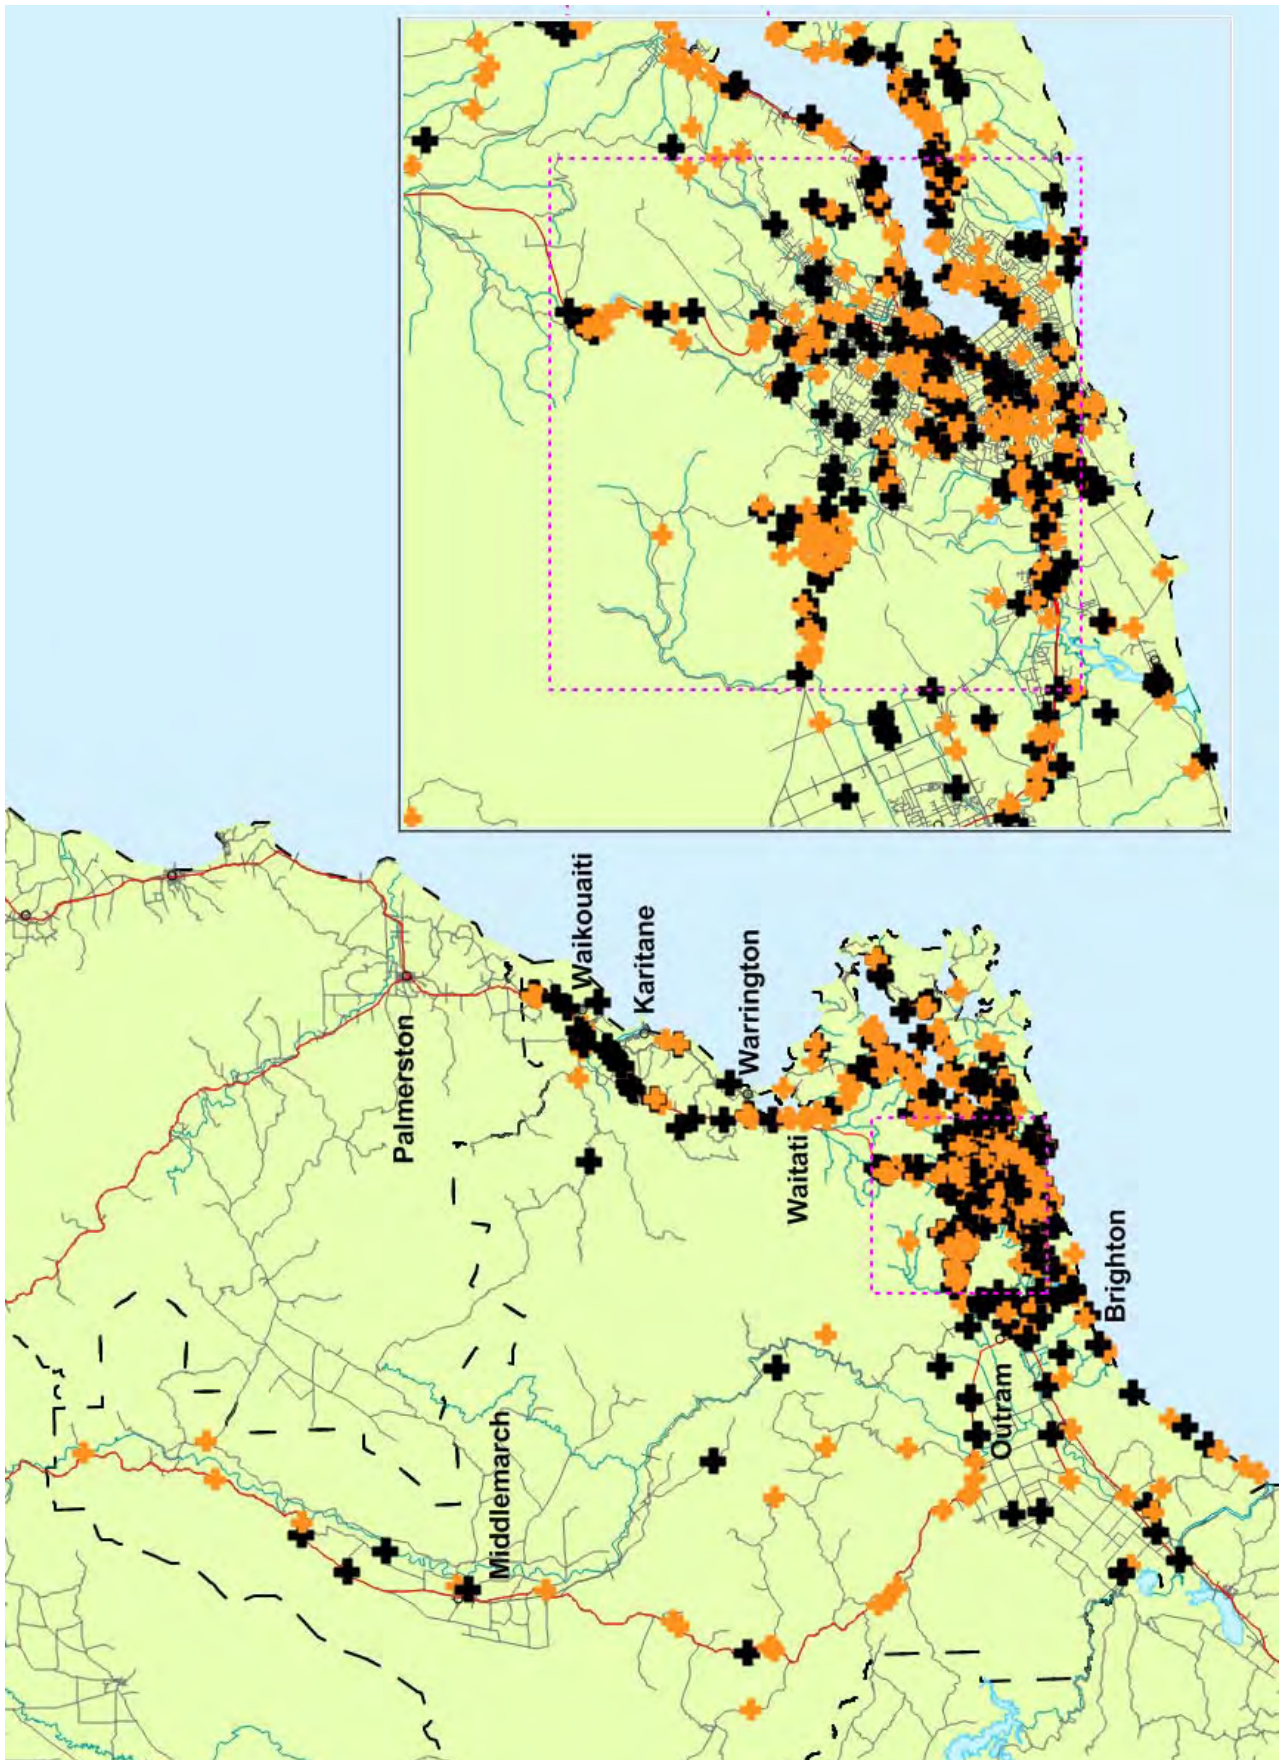 Waikouaiti
Karitane
Warrington
Palmerston
Waitati
Brighton
Middlemarch
Outram